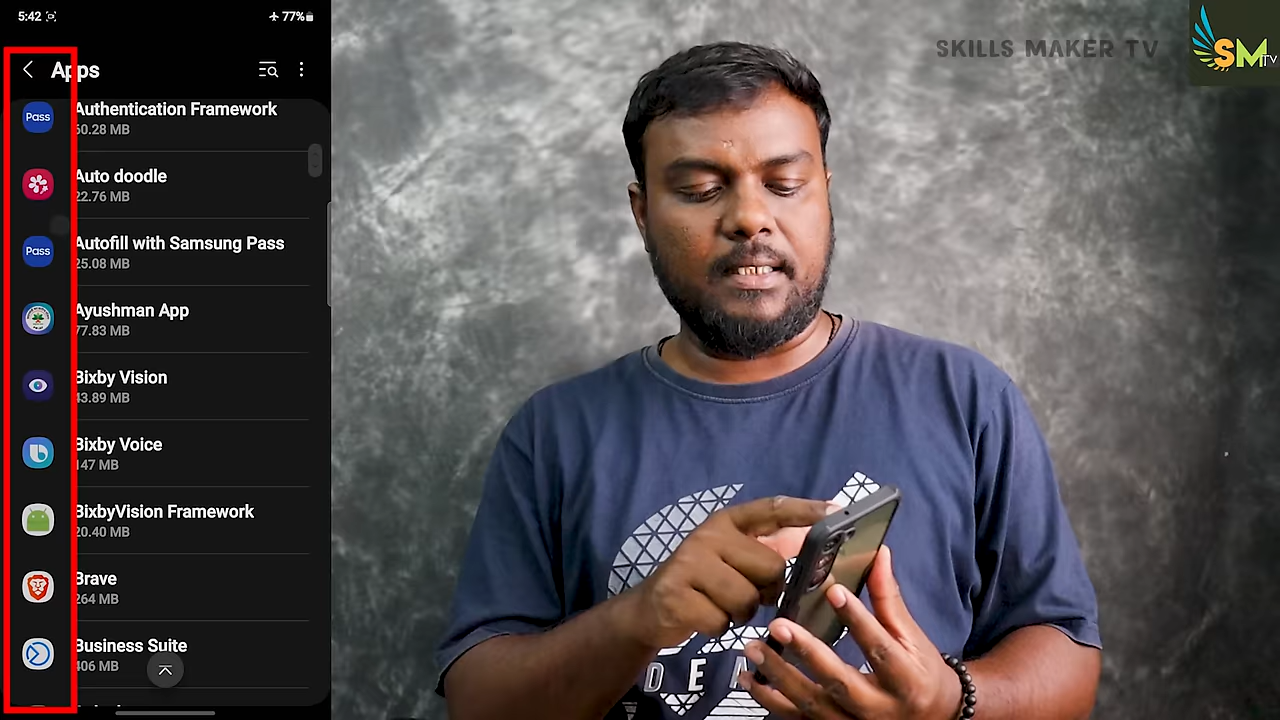 5:42
77%
Apps
Pass
Authentication Framework
60.28 MB
Auto doodle
22.76 MB
Pass
Autofill with Samsung Pass
25.08 MB
Ayushman App
77.83 MB
Bixby Vision
43.89 MB
Bixby Voice
147 MB
BixbyVision Framework
20.40 MB
Brave
264 MB
Business Suite
406 MB
SKILLS MAKER TV
SM TV
IDEA